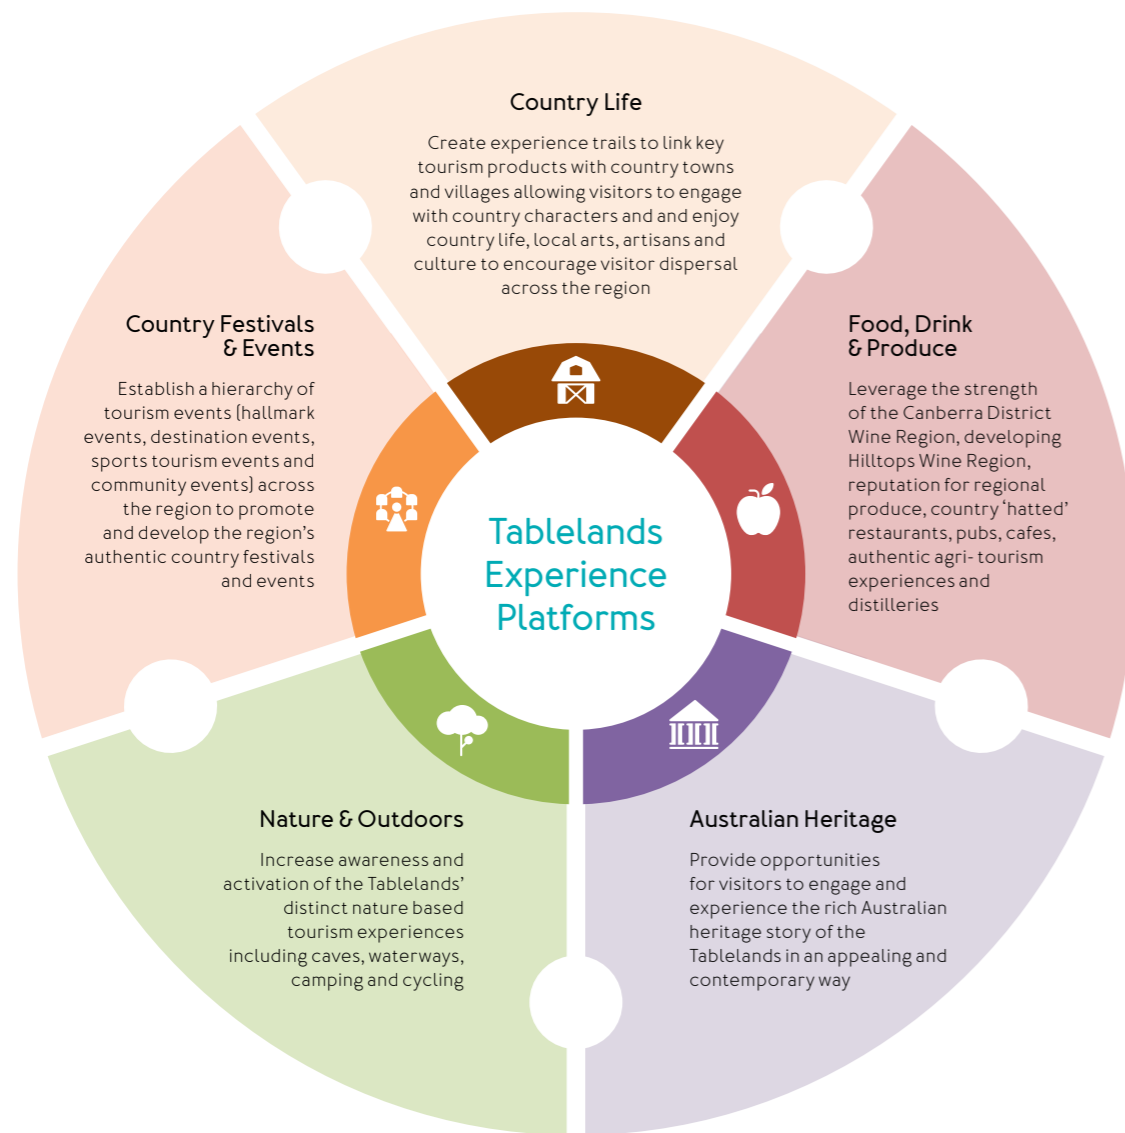 Country Life
Create experience trails to link key
tourism products with country towns
and villages allowing visitors to engage
with country characters and and enjoy
country life, local arts, artisans and
culture to encourage visitor dispersal
across the region
Country Festivals
& Events
Establish a hierarchy of
tourism events (hallmark
events, destination events,
sports tourism events and
community events) across
the region to promote
and develop the region's
authentic country festivals
and events
Food, Drink
& Produce
Leverage the strength
of the Canberra District
Wine Region, developing
Hilltops Wine Region,
reputation for regional
produce, country ‘hatted’
restaurants, pubs, cafes,
authentic agri- tourism
experiences and
distilleries
Tablelands
Experience
Platforms
Nature & Outdoors
Increase awareness and
activation of the Tablelands’
distinct nature based
tourism experiences
including caves, waterways,
camping and cycling
Australian Heritage
Provide opportunities
for visitors to engage and
experience the rich Australian
heritage story of the
Tablelands in an appealing and
contemporary way